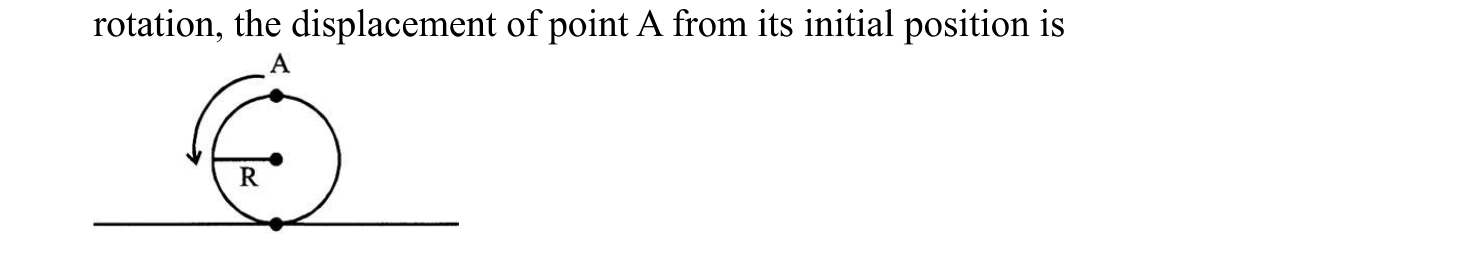 rotation, the displacement of point A from its initial position is
A
R